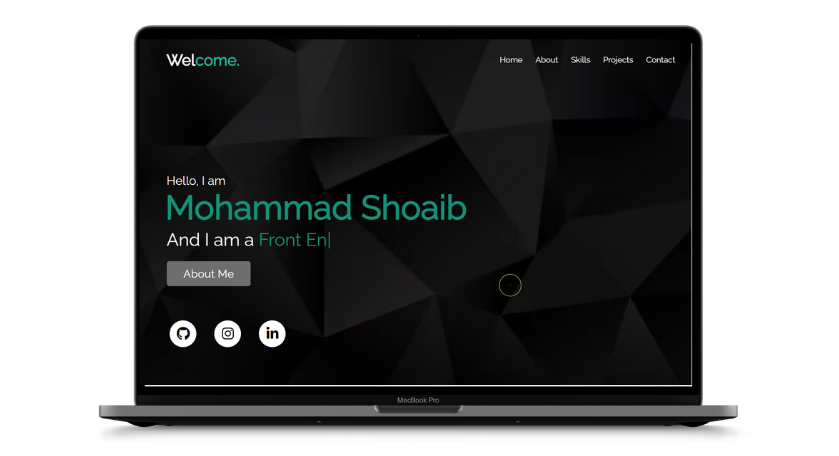 Welcome.
Home About Skills Projects Contact
Hello, I am
Mohammad Shoaib
And I am a Front En|
About Me
in
MacBook Pro